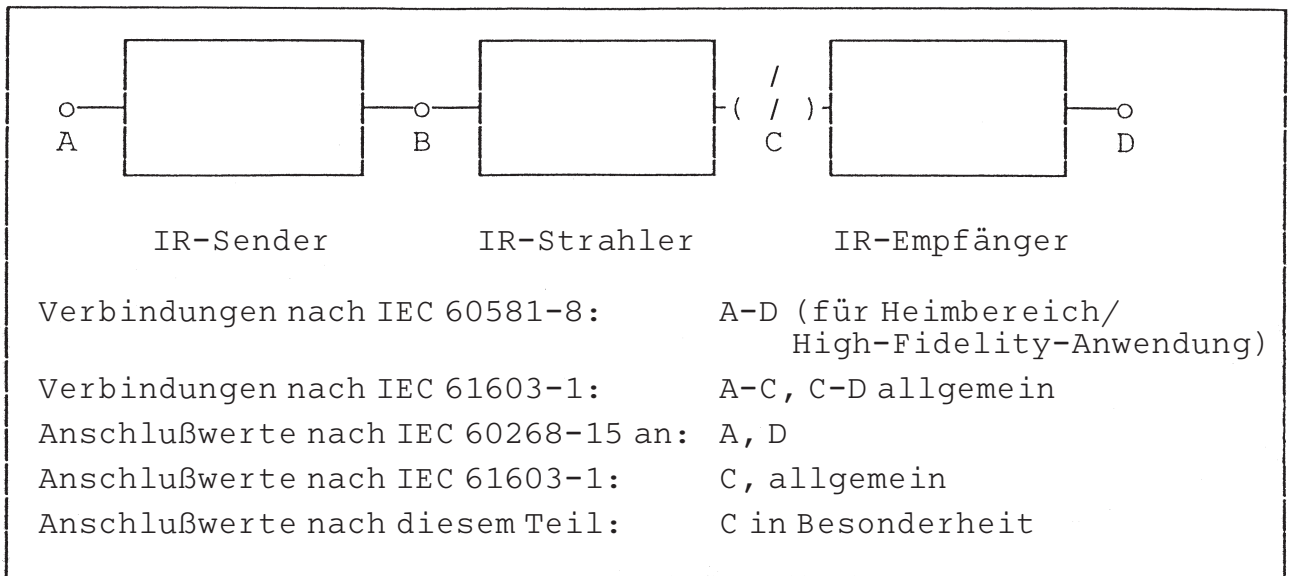 A B C D
IR-Sender IR-Strahler IR-Empfänger
Verbindungen nach IEC 60581-8: A-D (für Heimbereich/
High-Fidelity-Anwendung)
Verbindungen nach IEC 61603-1: A-C, C-D allgemein
Anschlußwerte nach IEC 60268-15 an: A, D
Anschlußwerte nach IEC 61603-1: C, allgemein
Anschlußwerte nach diesem Teil: C in Besonderheit